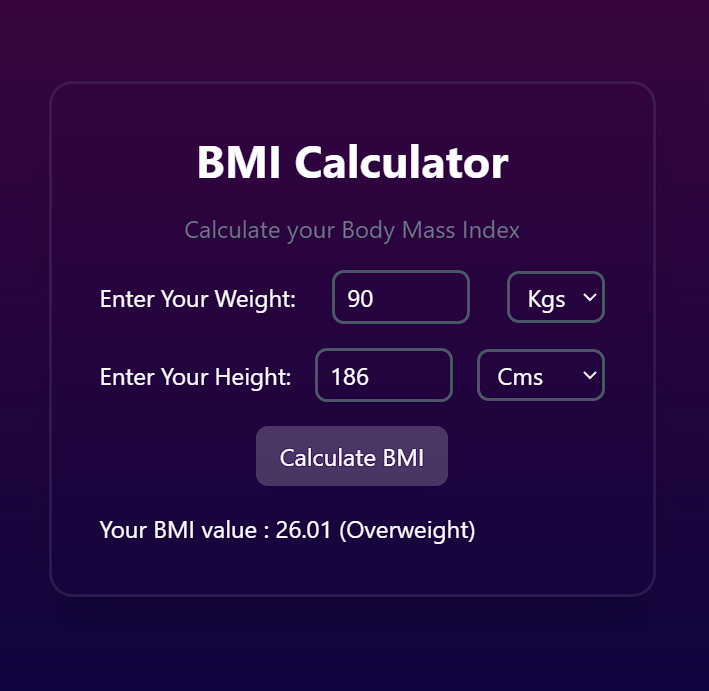 BMI Calculator
Calculate your Body Mass Index
Enter Your Weight: 90 Kgs
Enter Your Height: 186 Cms
Calculate BMI
Your BMI value : 26.01 (Overweight)